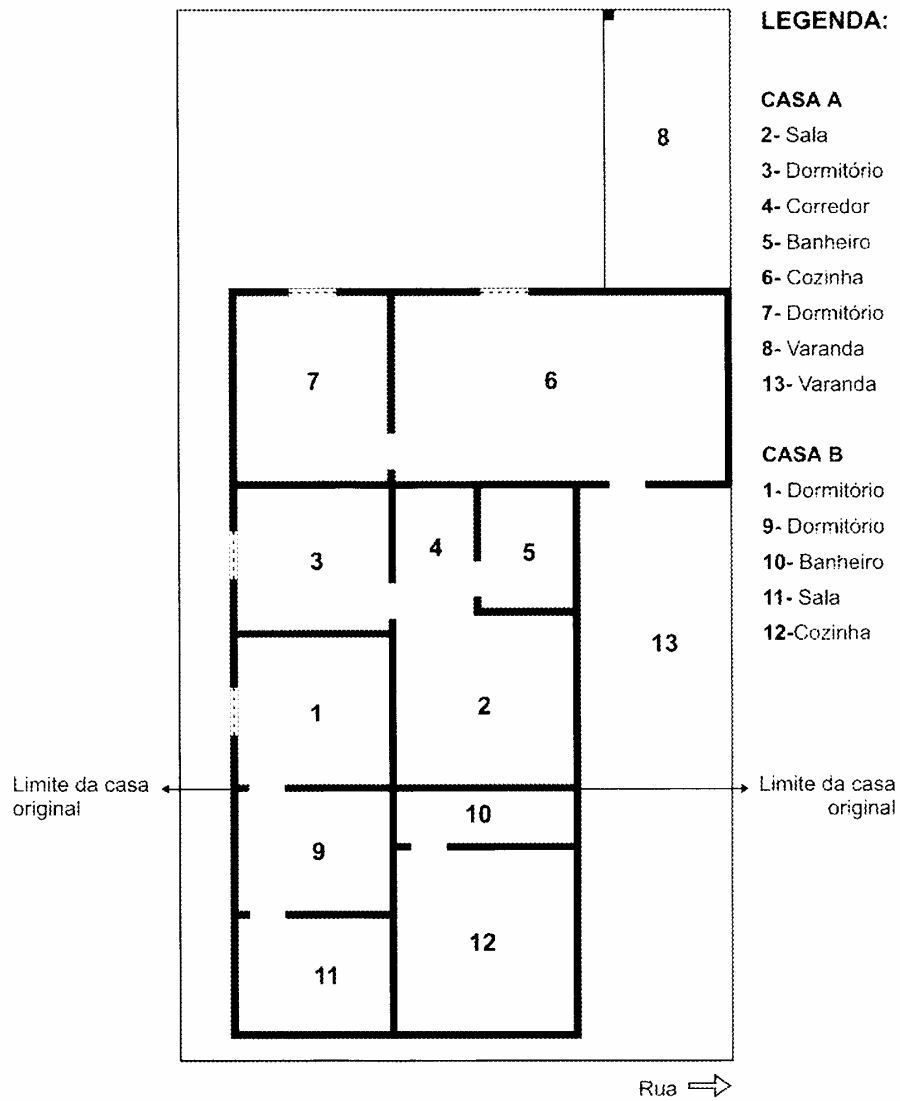 LEGENDA:
CASA A
2- Sala
3- Dormitório
4- Corredor
5- Banheiro
6- Cozinha
7- Dormitório
8- Varanda
13- Varanda
CASA B
1- Dormitório
9- Dormitório
10- Banheiro
11- Sala
12-Cozinha
8
7
6
3
4
5
13
1
2
Limite da casa
original
Limite da casa
original
10
9
12
11
Rua